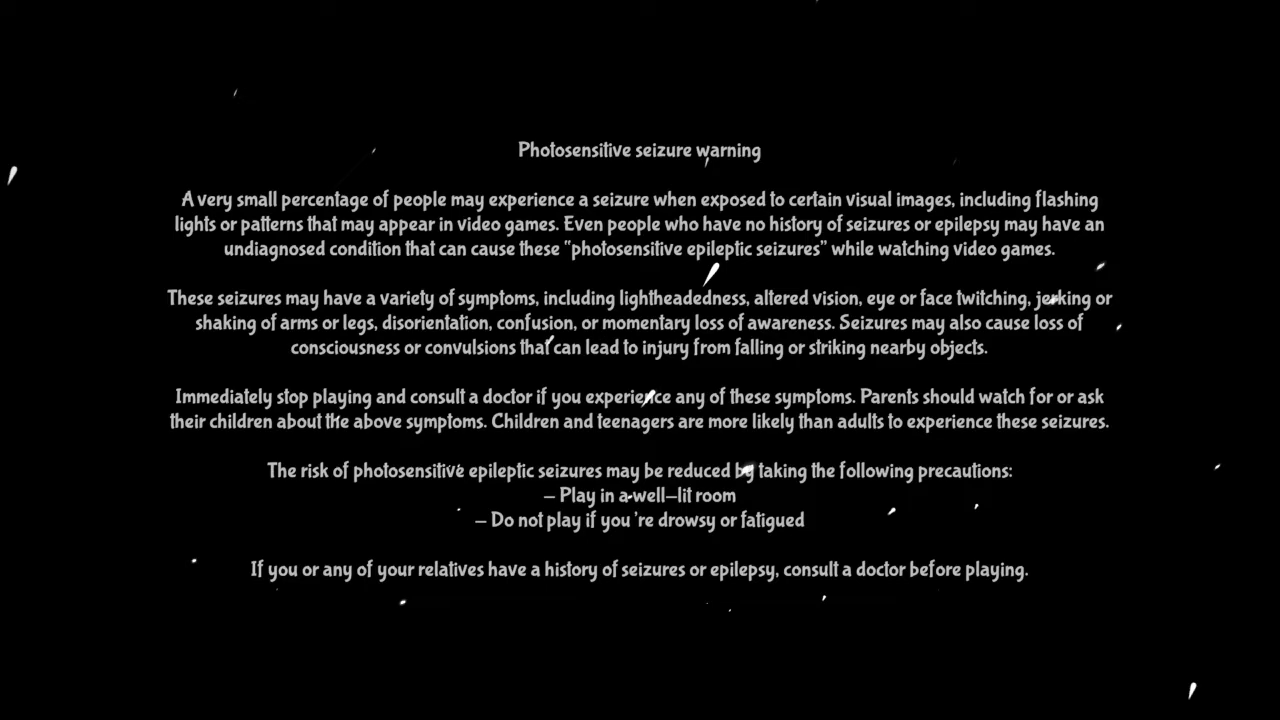 Photosensitive seizure warning
A very small percentage of people may experience a seizure when exposed to certain visual images, including flashing
lights or patterns that may appear in video games. Even people who have no history of seizures or epilepsy may have an
undiagnosed condition that can cause these "photosensitive epileptic seizures" while watching video games.
These seizures may have a variety of symptoms, including lightheadedness, altered vision, eye or face twitching, jerking or
shaking of arms or legs, disorientation, confusion, or momentary loss of awareness. Seizures may also cause loss of
consciousness or convulsions that can lead to injury from falling or striking nearby objects.
Immediately stop playing and consult a doctor if you experience any of these symptoms. Parents should watch for or ask
their children about the above symptoms. Children and teenagers are more likely than adults to experience these seizures.
The risk of photosensitive epileptic seizures may be reduced by taking the following precautions:
– Play in a well–lit room
– Do not play if you 're drowsy or fatigued
If you or any of your relatives have a history of seizures or epilepsy, consult a doctor before playing.